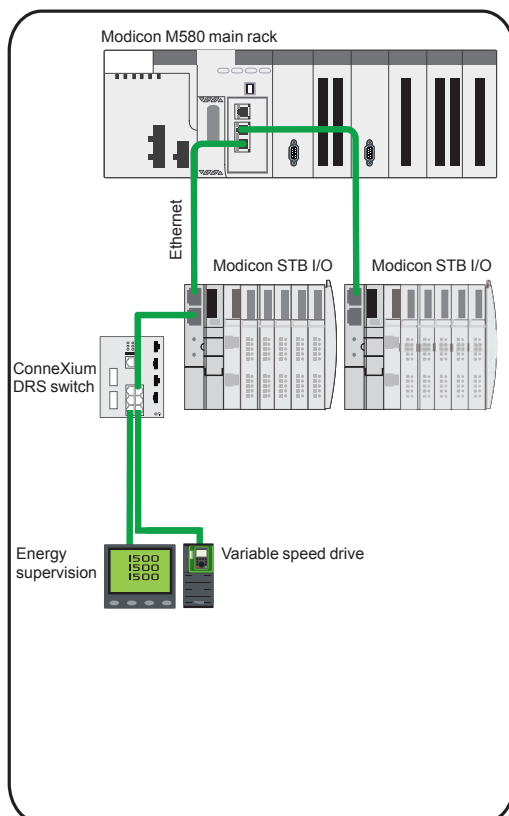 Modicon M580 main rack
Ethernet
Modicon STB I/O
Modicon STB I/O
ConneXium
DRS switch
Energy
supervision
1500
1500
1500
Variable speed drive